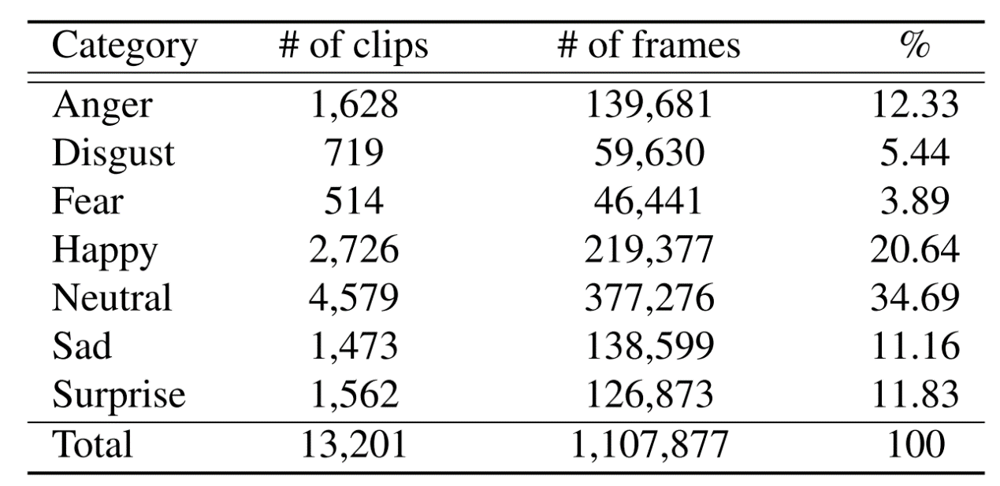 Category # of clips # of frames %
Anger 1,628 139,681 12.33
Disgust 719 59,630 5.44
Fear 514 46,441 3.89
Happy 2,726 219,377 20.64
Neutral 4,579 377,276 34.69
Sad 1,473 138,599 11.16
Surprise 1,562 126,873 11.83
Total 13,201 1,107,877 100